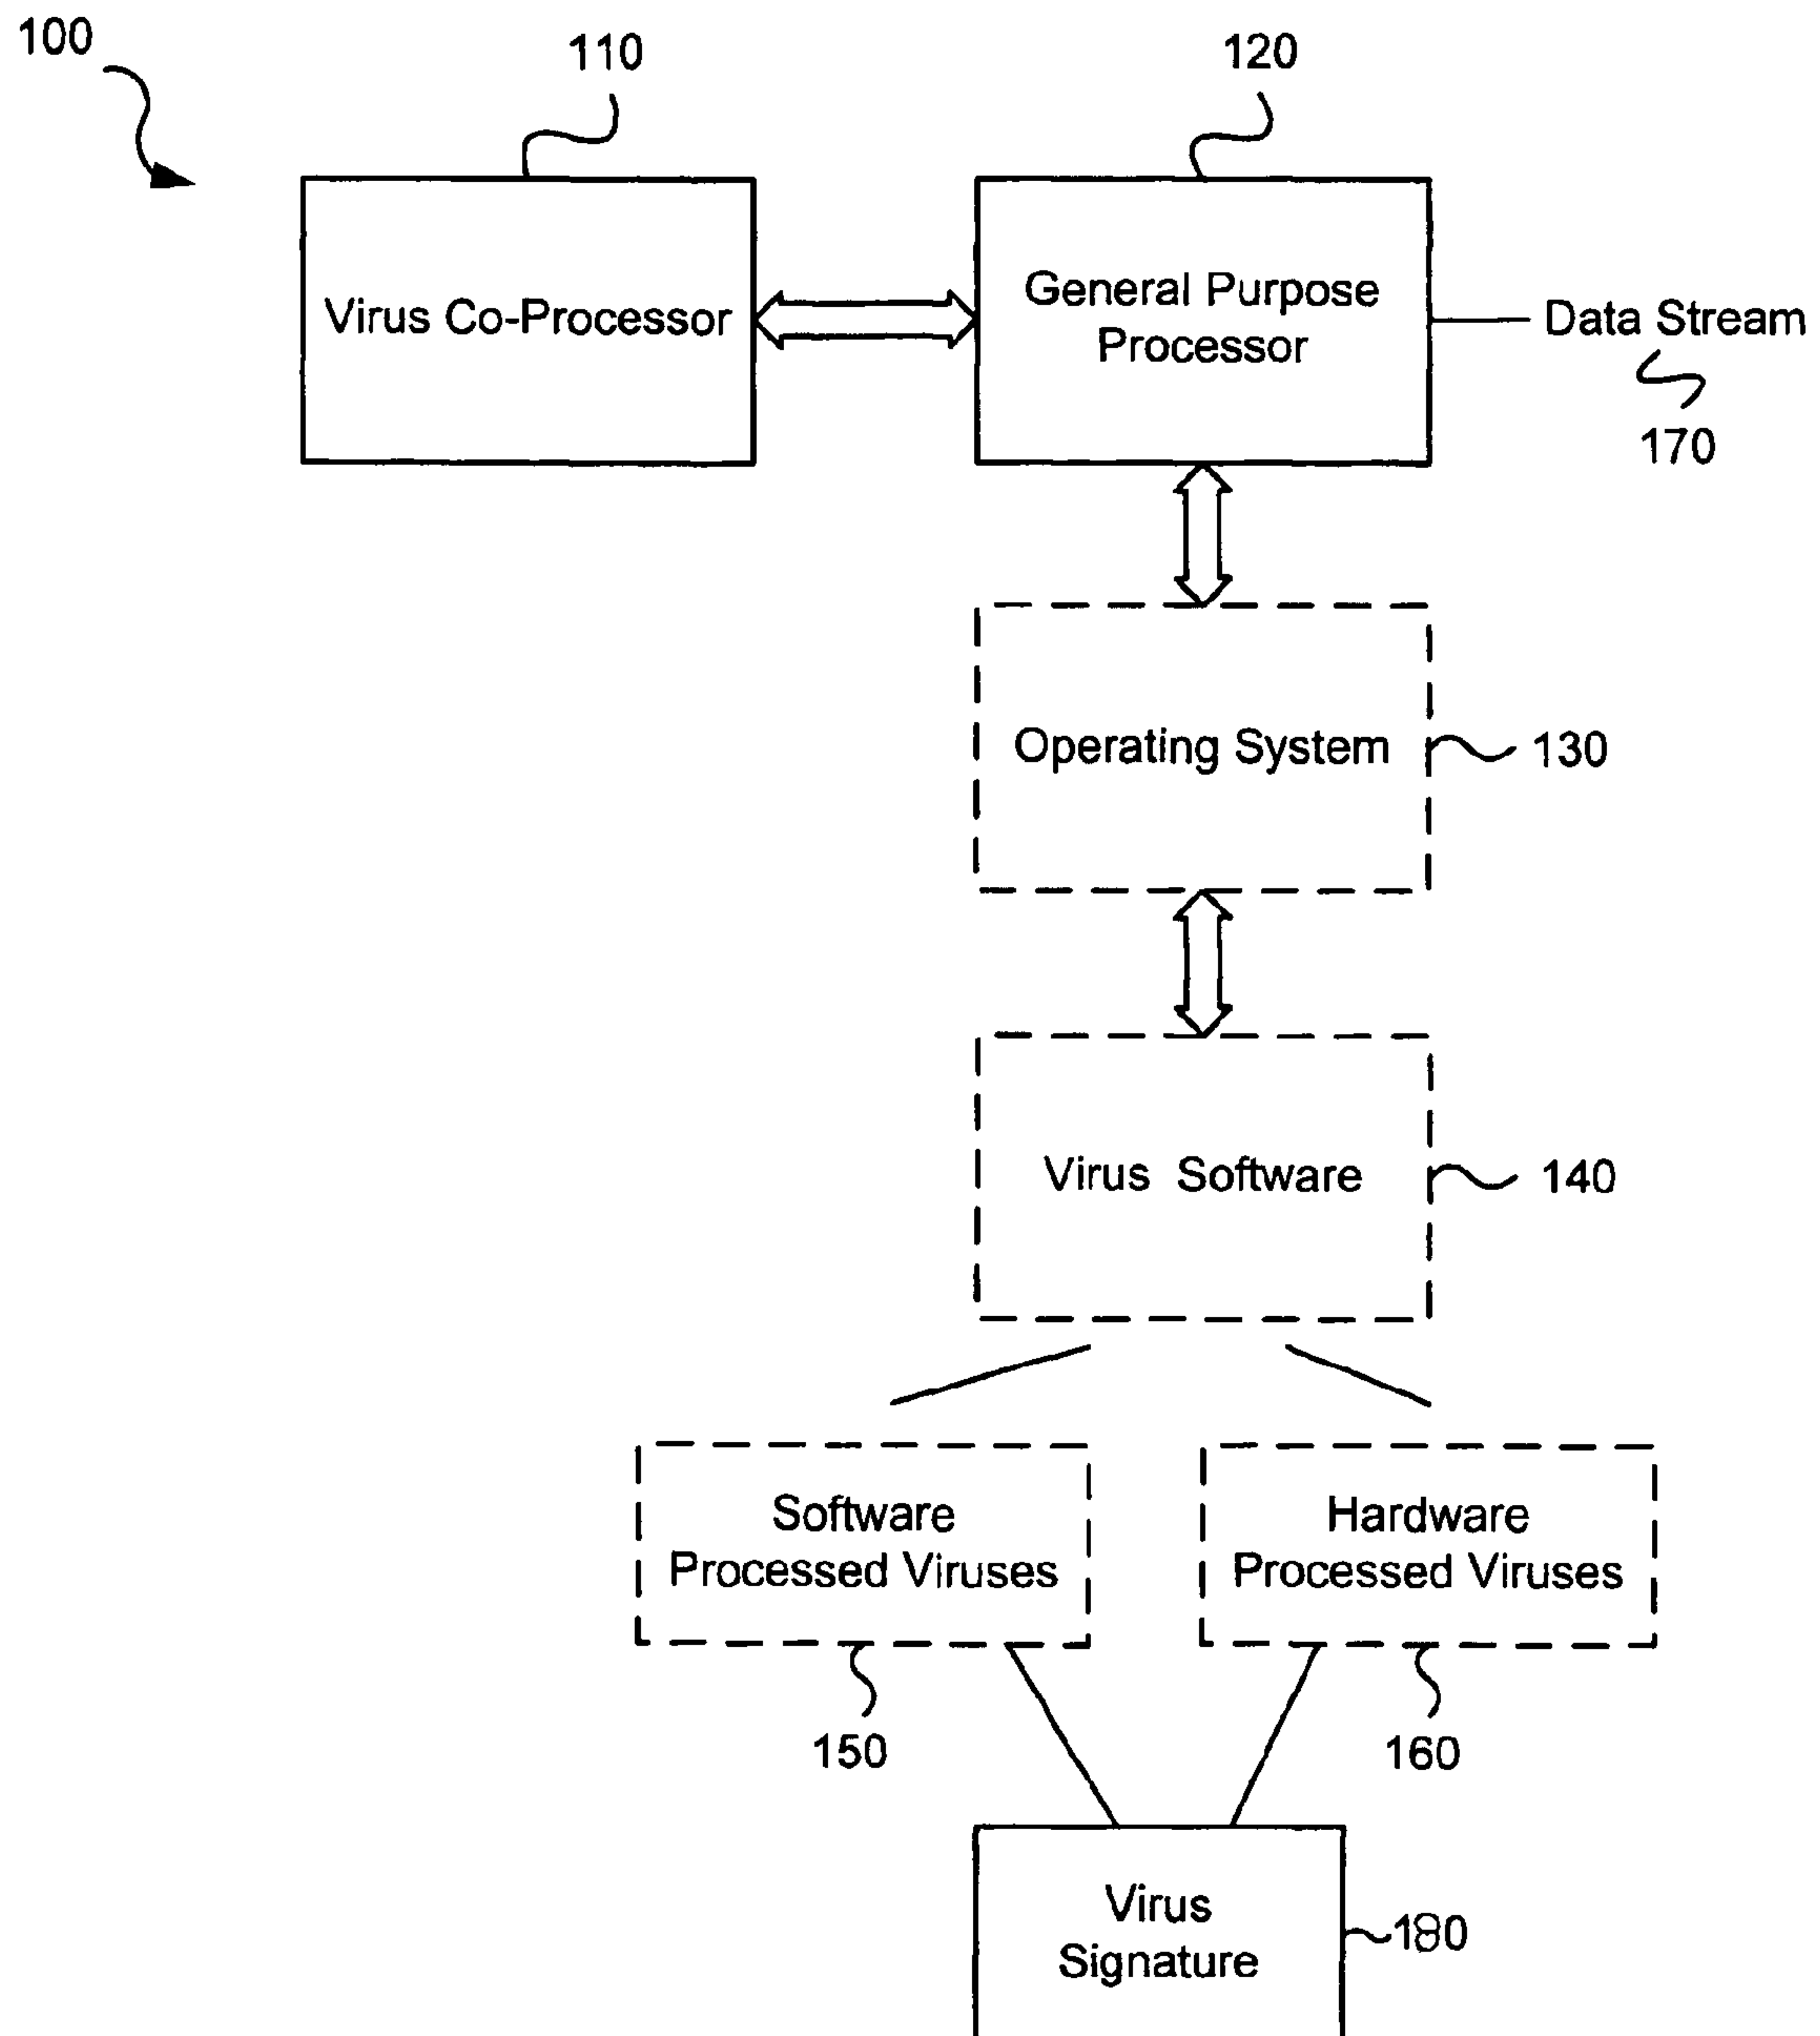 100
110
120
Virus Co-Processor
General Purpose
Processor
Data Stream
170
Operating System
130
Virus Software
140
Software
Processed Viruses
Hardware
Processed Viruses
150
160
Virus
Signature
180